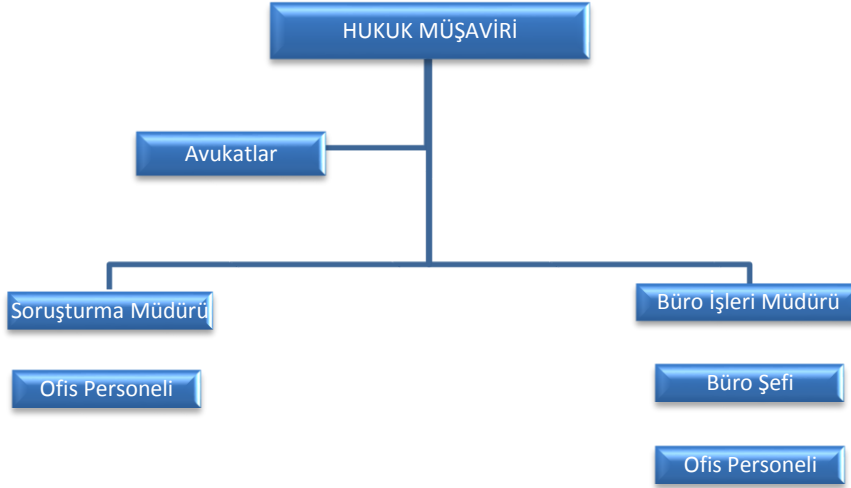 HUKUK MÜŞAVİRİ
Avukatlar
Soruşturma Müdürü
Büro İşleri Müdürü
Ofis Personeli
Büro Şefi
Ofis Personeli